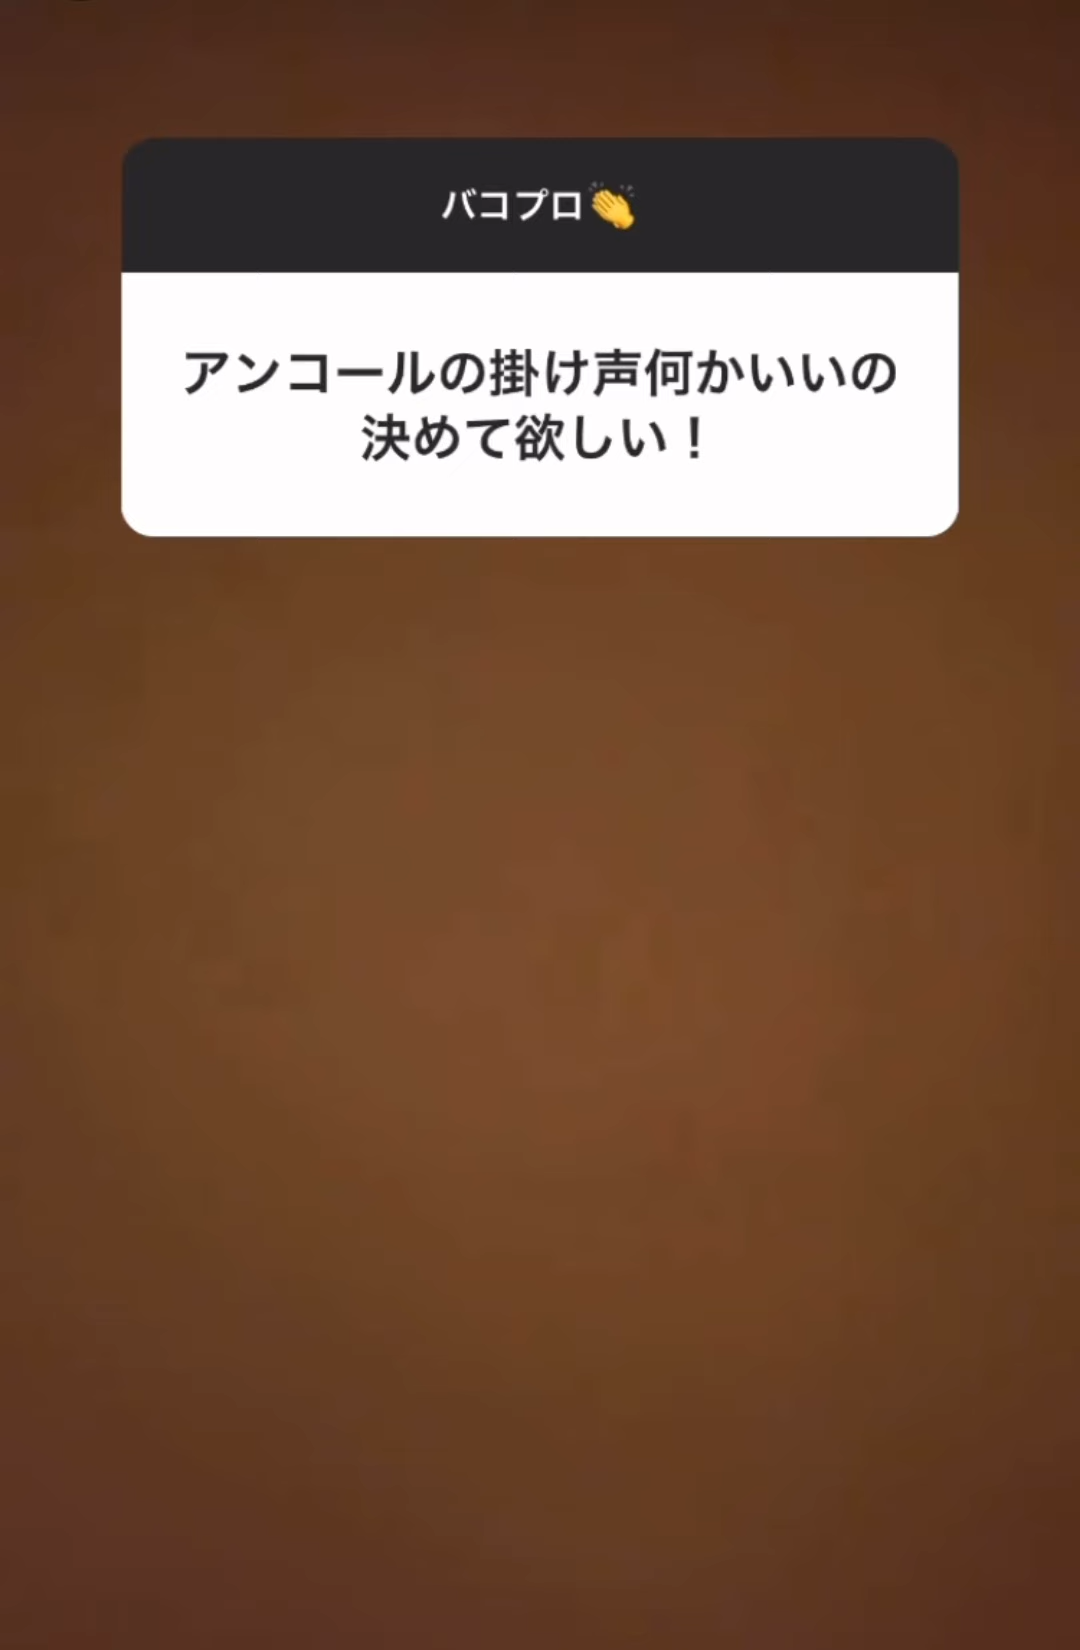 バコプロ👏
アンコールの掛け声何かいいの
決めて欲しい！